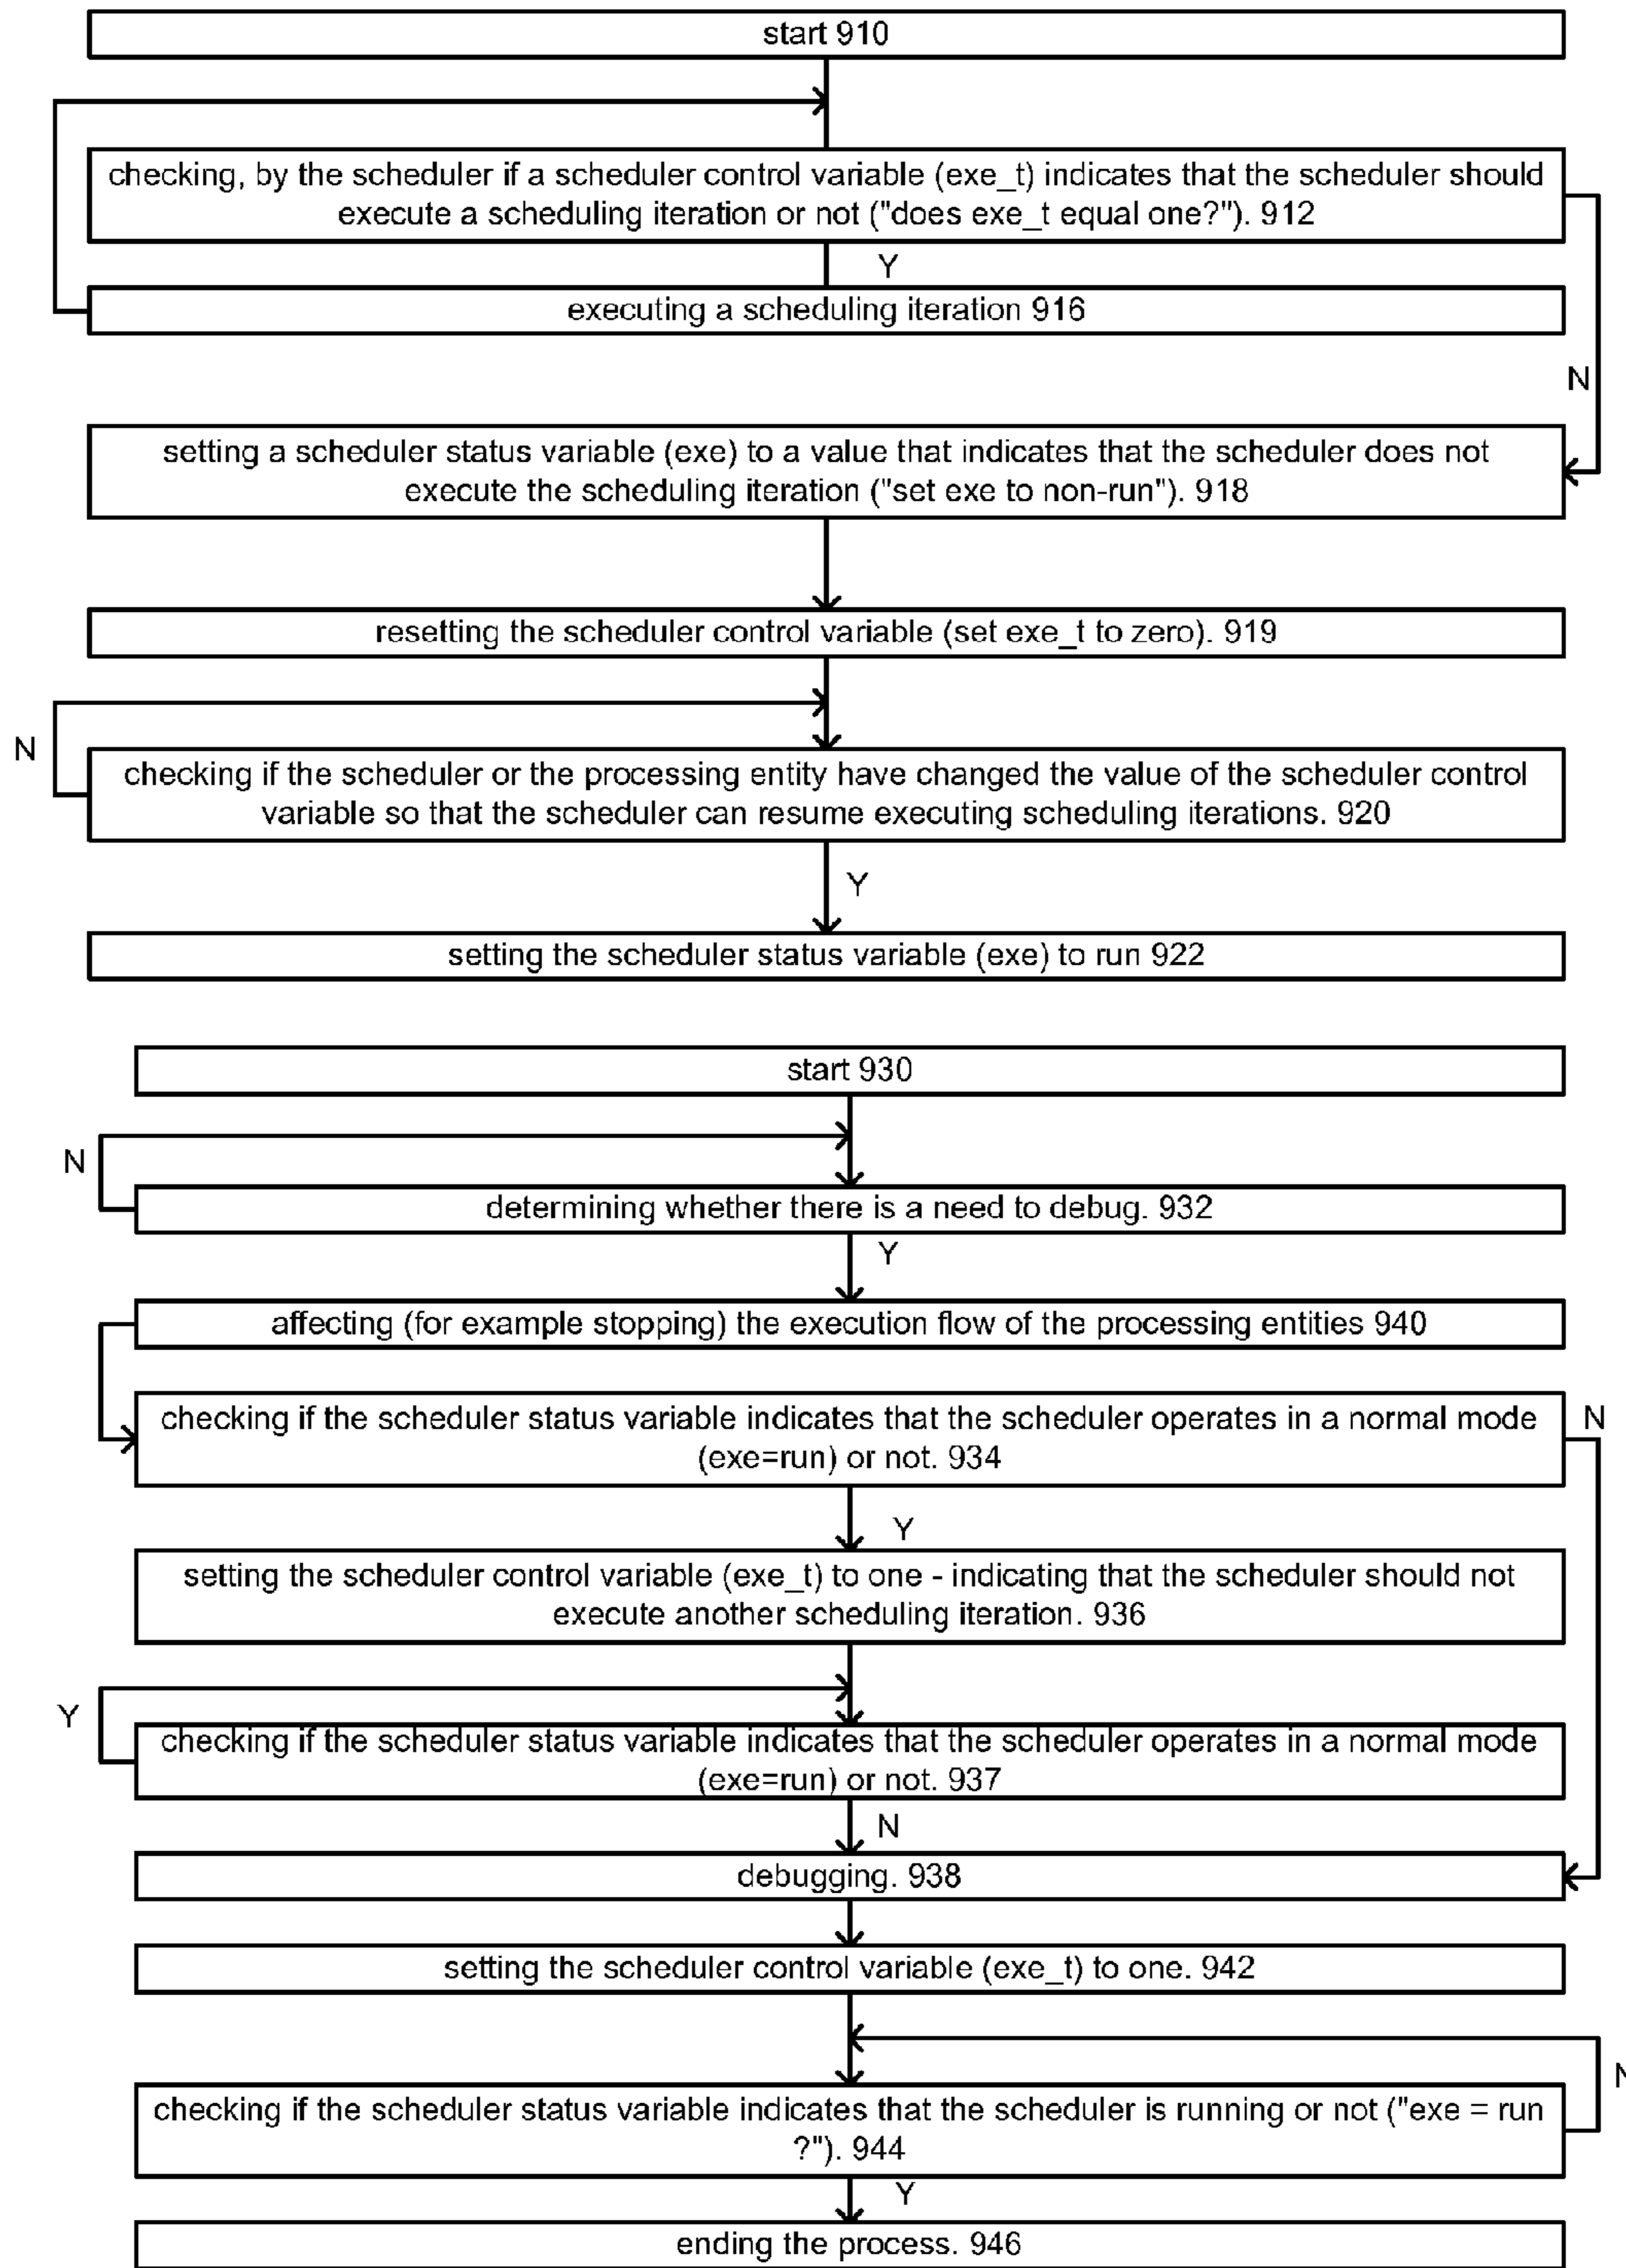 start 910
checking, by the scheduler if a scheduler control variable (exe_t) indicates that the scheduler should
execute a scheduling iteration or not ("does exe_t equal one?"). 912
Y
executing a scheduling iteration 916
N
setting a scheduler status variable (exe) to a value that indicates that the scheduler does not
execute the scheduling iteration ("set exe to non-run"). 918
resetting the scheduler control variable (set exe_t to zero). 919
N
checking if the scheduler or the processing entity have changed the value of the scheduler control
variable so that the scheduler can resume executing scheduling iterations. 920
Y
setting the scheduler status variable (exe) to run 922
start 930
N
determining whether there is a need to debug. 932
Y
affecting (for example stopping) the execution flow of the processing entities 940
checking if the scheduler status variable indicates that the scheduler operates in a normal mode
(exe=run) or not. 934
N
Y
setting the scheduler control variable (exe_t) to one - indicating that the scheduler should not
execute another scheduling iteration. 936
Y
checking if the scheduler status variable indicates that the scheduler operates in a normal mode
(exe=run) or not. 937
N
debugging. 938
setting the scheduler control variable (exe_t) to one. 942
N
checking if the scheduler status variable indicates that the scheduler is running or not ("exe = run
?"). 944
Y
ending the process. 946